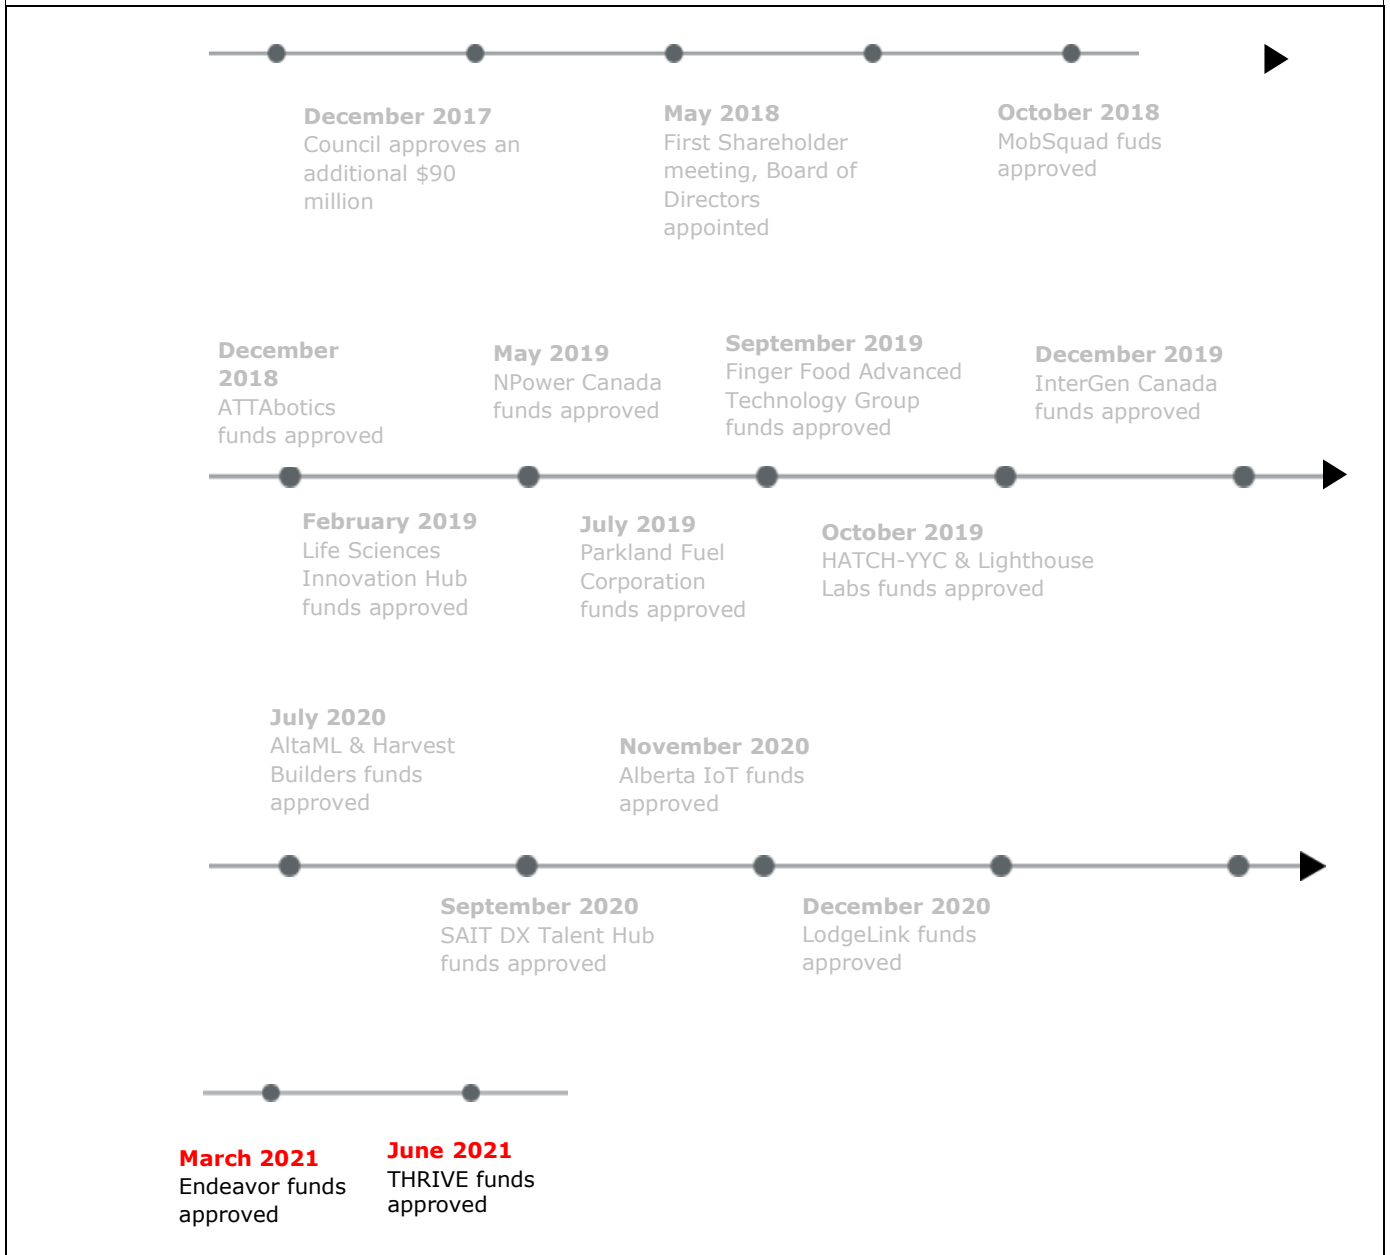 December 2017
Council approves an
additional $90
million
May 2018
First Shareholder
meeting, Board of
Directors
appointed
October 2018
MobSquad fuds
approved
December
2018
ATTAbotics
funds approved
May 2019
NPower Canada
funds approved
September 2019
Finger Food Advanced
Technology Group
funds approved
December 2019
InterGen Canada
funds approved
February 2019
Life Sciences
Innovation Hub
funds approved
July 2019
Parkland Fuel
Corporation
funds approved
October 2019
HATCH-YYC & Lighthouse
Labs funds approved
July 2020
AltaML & Harvest
Builders funds
approved
November 2020
Alberta IoT funds
approved
September 2020
SAIT DX Talent Hub
funds approved
December 2020
LodgeLink funds
approved
March 2021
Endeavor funds
approved
June 2021
THRIVE funds
approved